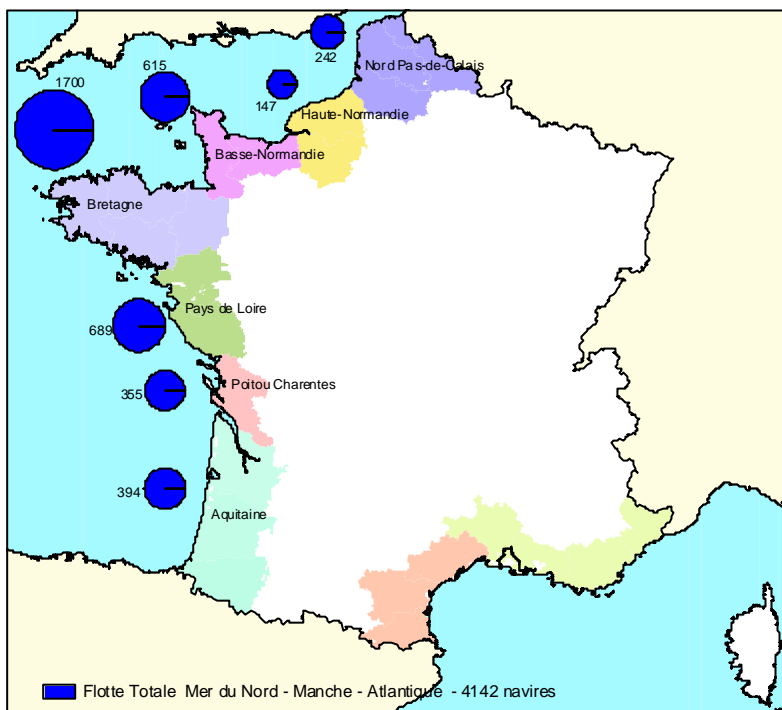 242
615
Nord Pas-de-Calais
1700
147
Haute-Normandie
Basse-Normandie
Bretagne
Pays de Loire
689
Poitou Charentes
355
394
Aquitaine
Flotte Totale Mer du Nord - Manche - Atlantique - 4142 navires